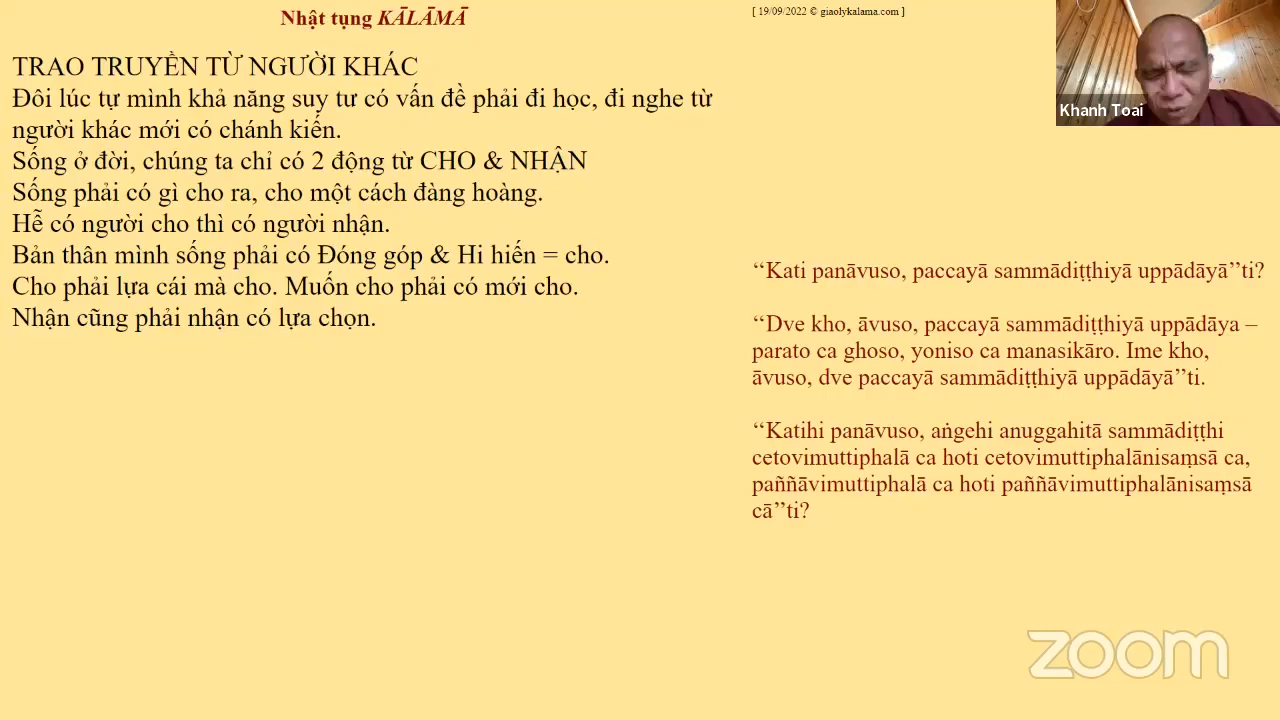 Nhật tụng KĀLĀMĀ
[ 19/09/2022 © giaolykalama.com ]
Khanh Toai
TRAO TRUYỀN TỪ NGƯỜI KHÁC
Đôi lúc tự mình khả năng suy tư có vấn đề phải đi học, đi nghe từ
người khác mới có chánh kiến.
Sống ở đời, chúng ta chỉ có 2 động từ CHO & NHẬN
Sống phải có gì cho ra, cho một cách đàng hoàng.
Hễ có người cho thì có người nhận.
Bản thân mình sống phải có Đóng góp & Hi hiến = cho.
Cho phải lựa cái mà cho. Muốn cho phải có mới cho.
Nhận cũng phải nhận có lựa chọn.
‘‘Kati panāvuso, paccayā sammādiṭṭhiyā uppādāyā’’ti?
‘‘Dve kho, āvuso, paccayā sammādiṭṭhiyā uppādāya –
parato ca ghoso, yoniso ca manasikāro. Ime kho,
āvuso, dve paccayā sammādiṭṭhiyā uppādāyā’’ti.
‘‘Katihi panāvuso, aṅgehi anuggahitā sammādiṭṭhi
cetovimuttiphalā ca hoti cetovimuttiphalānisaṃsā ca,
paññāvimuttiphalā ca hoti paññāvimuttiphalānisaṃsā
cā’’ti?
zoom